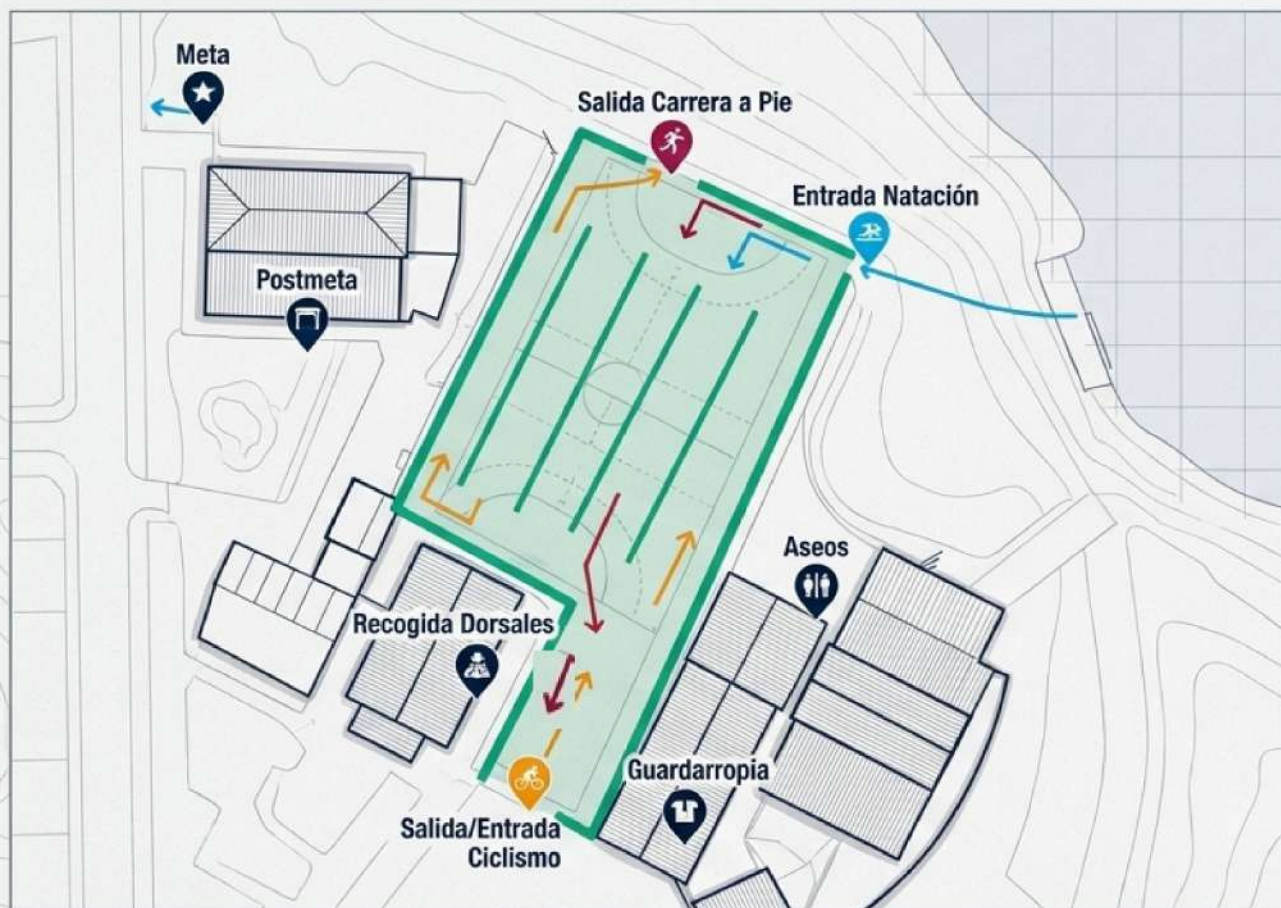 Meta
Salida Carrera a Pie
Entrada Natación
Postmeta
Aseos
Recogida Dorsales
Guardarropia
Salida/Entrada
Ciclismo